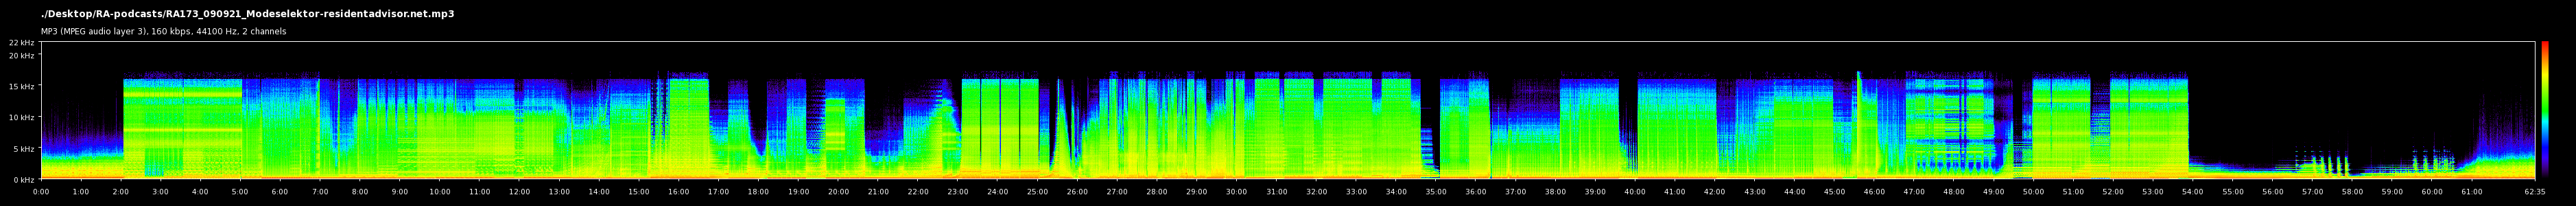 ./Desktop/RA-podcasts/RA173_090921_Modeselektor-residentadvisor.net.mp3
MP3 (MPEG audio layer 3), 160 kbps, 44100 Hz, 2 channels
22 kHz
20 kHz
15 kHz
10 kHz
5 kHz
0 kHz
0:00 1:00 2:00 3:00 4:00 5:00 6:00 7:00 8:00 9:00 10:00 11:00 12:00 13:00 14:00 15:00 16:00 17:00 18:00 19:00 20:00 21:00 22:00 23:00 24:00 25:00 26:00 27:00 28:00 29:00 30:00 31:00 32:00 33:00 34:00 35:00 36:00 37:00 38:00 39:00 40:00 41:00 42:00 43:00 44:00 45:00 46:00 47:00 48:00 49:00 50:00 51:00 52:00 53:00 54:00 55:00 56:00 57:00 58:00 59:00 60:00 61:00 62:35